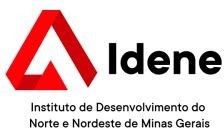 Idene
Instituto de Desenvolvimento do
Norte e Nordeste de Minas Gerais